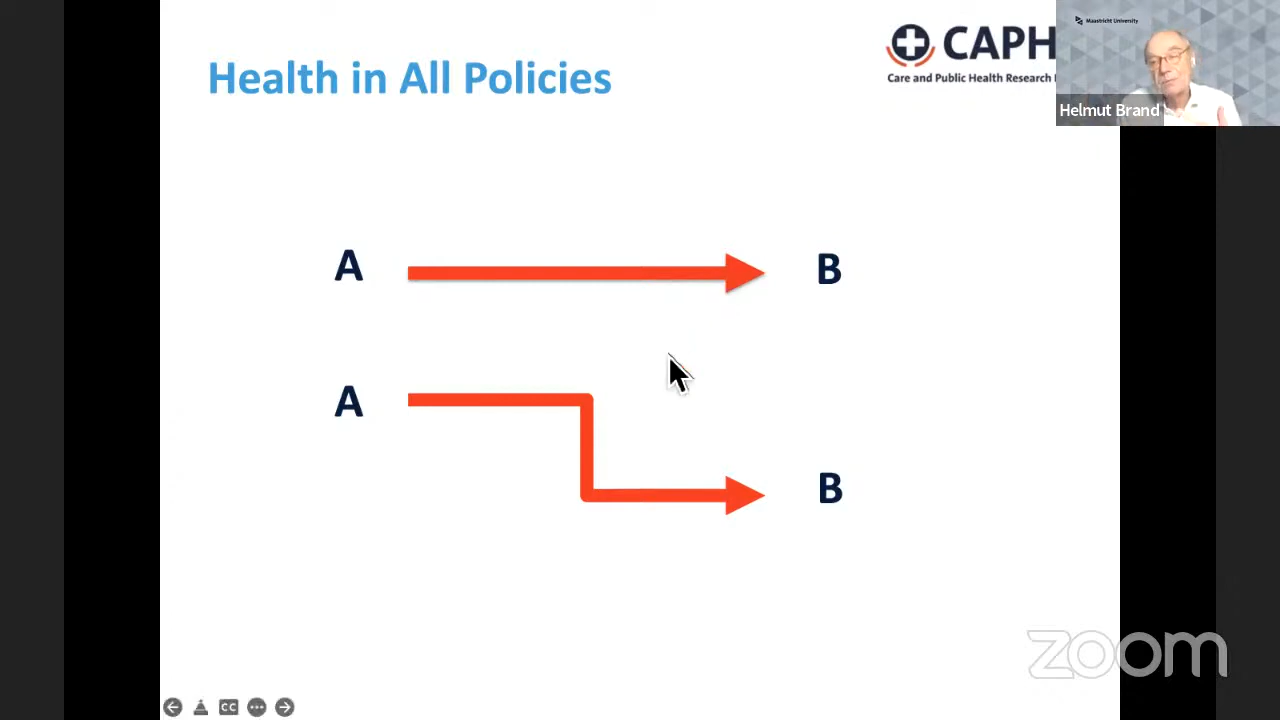 Health in All Policies
CAPH
Care and Public Health Research
Maastricht University
Helmut Brand
A
B
A
B
CC
zoom